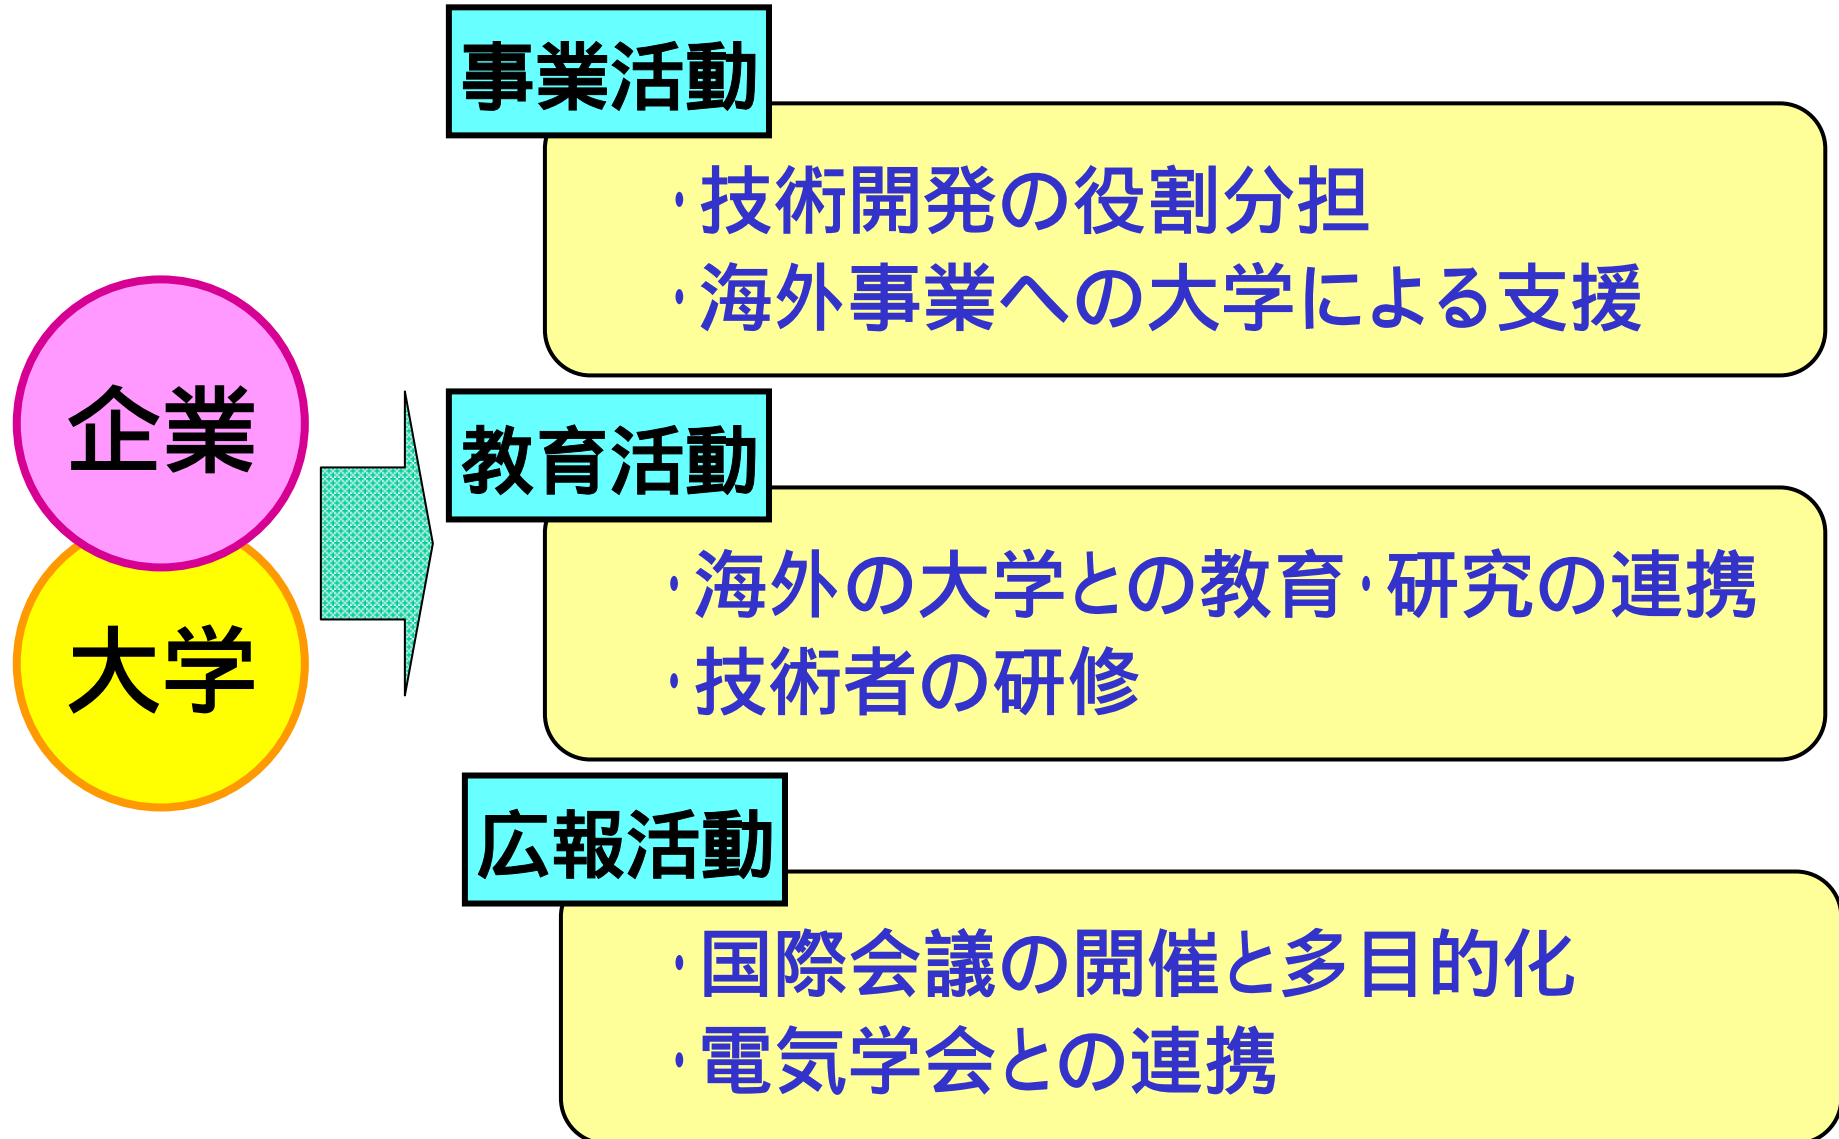 事業活動
・技術開発の役割分担
・海外事業への大学による支援
企業
大学
教育活動
・海外の大学との教育・研究の連携
・技術者の研修
広報活動
・国際会議の開催と多目的化
・電気学会との連携